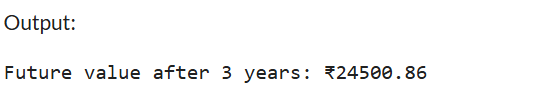 Output:
Future value after 3 years: ₹24500.86